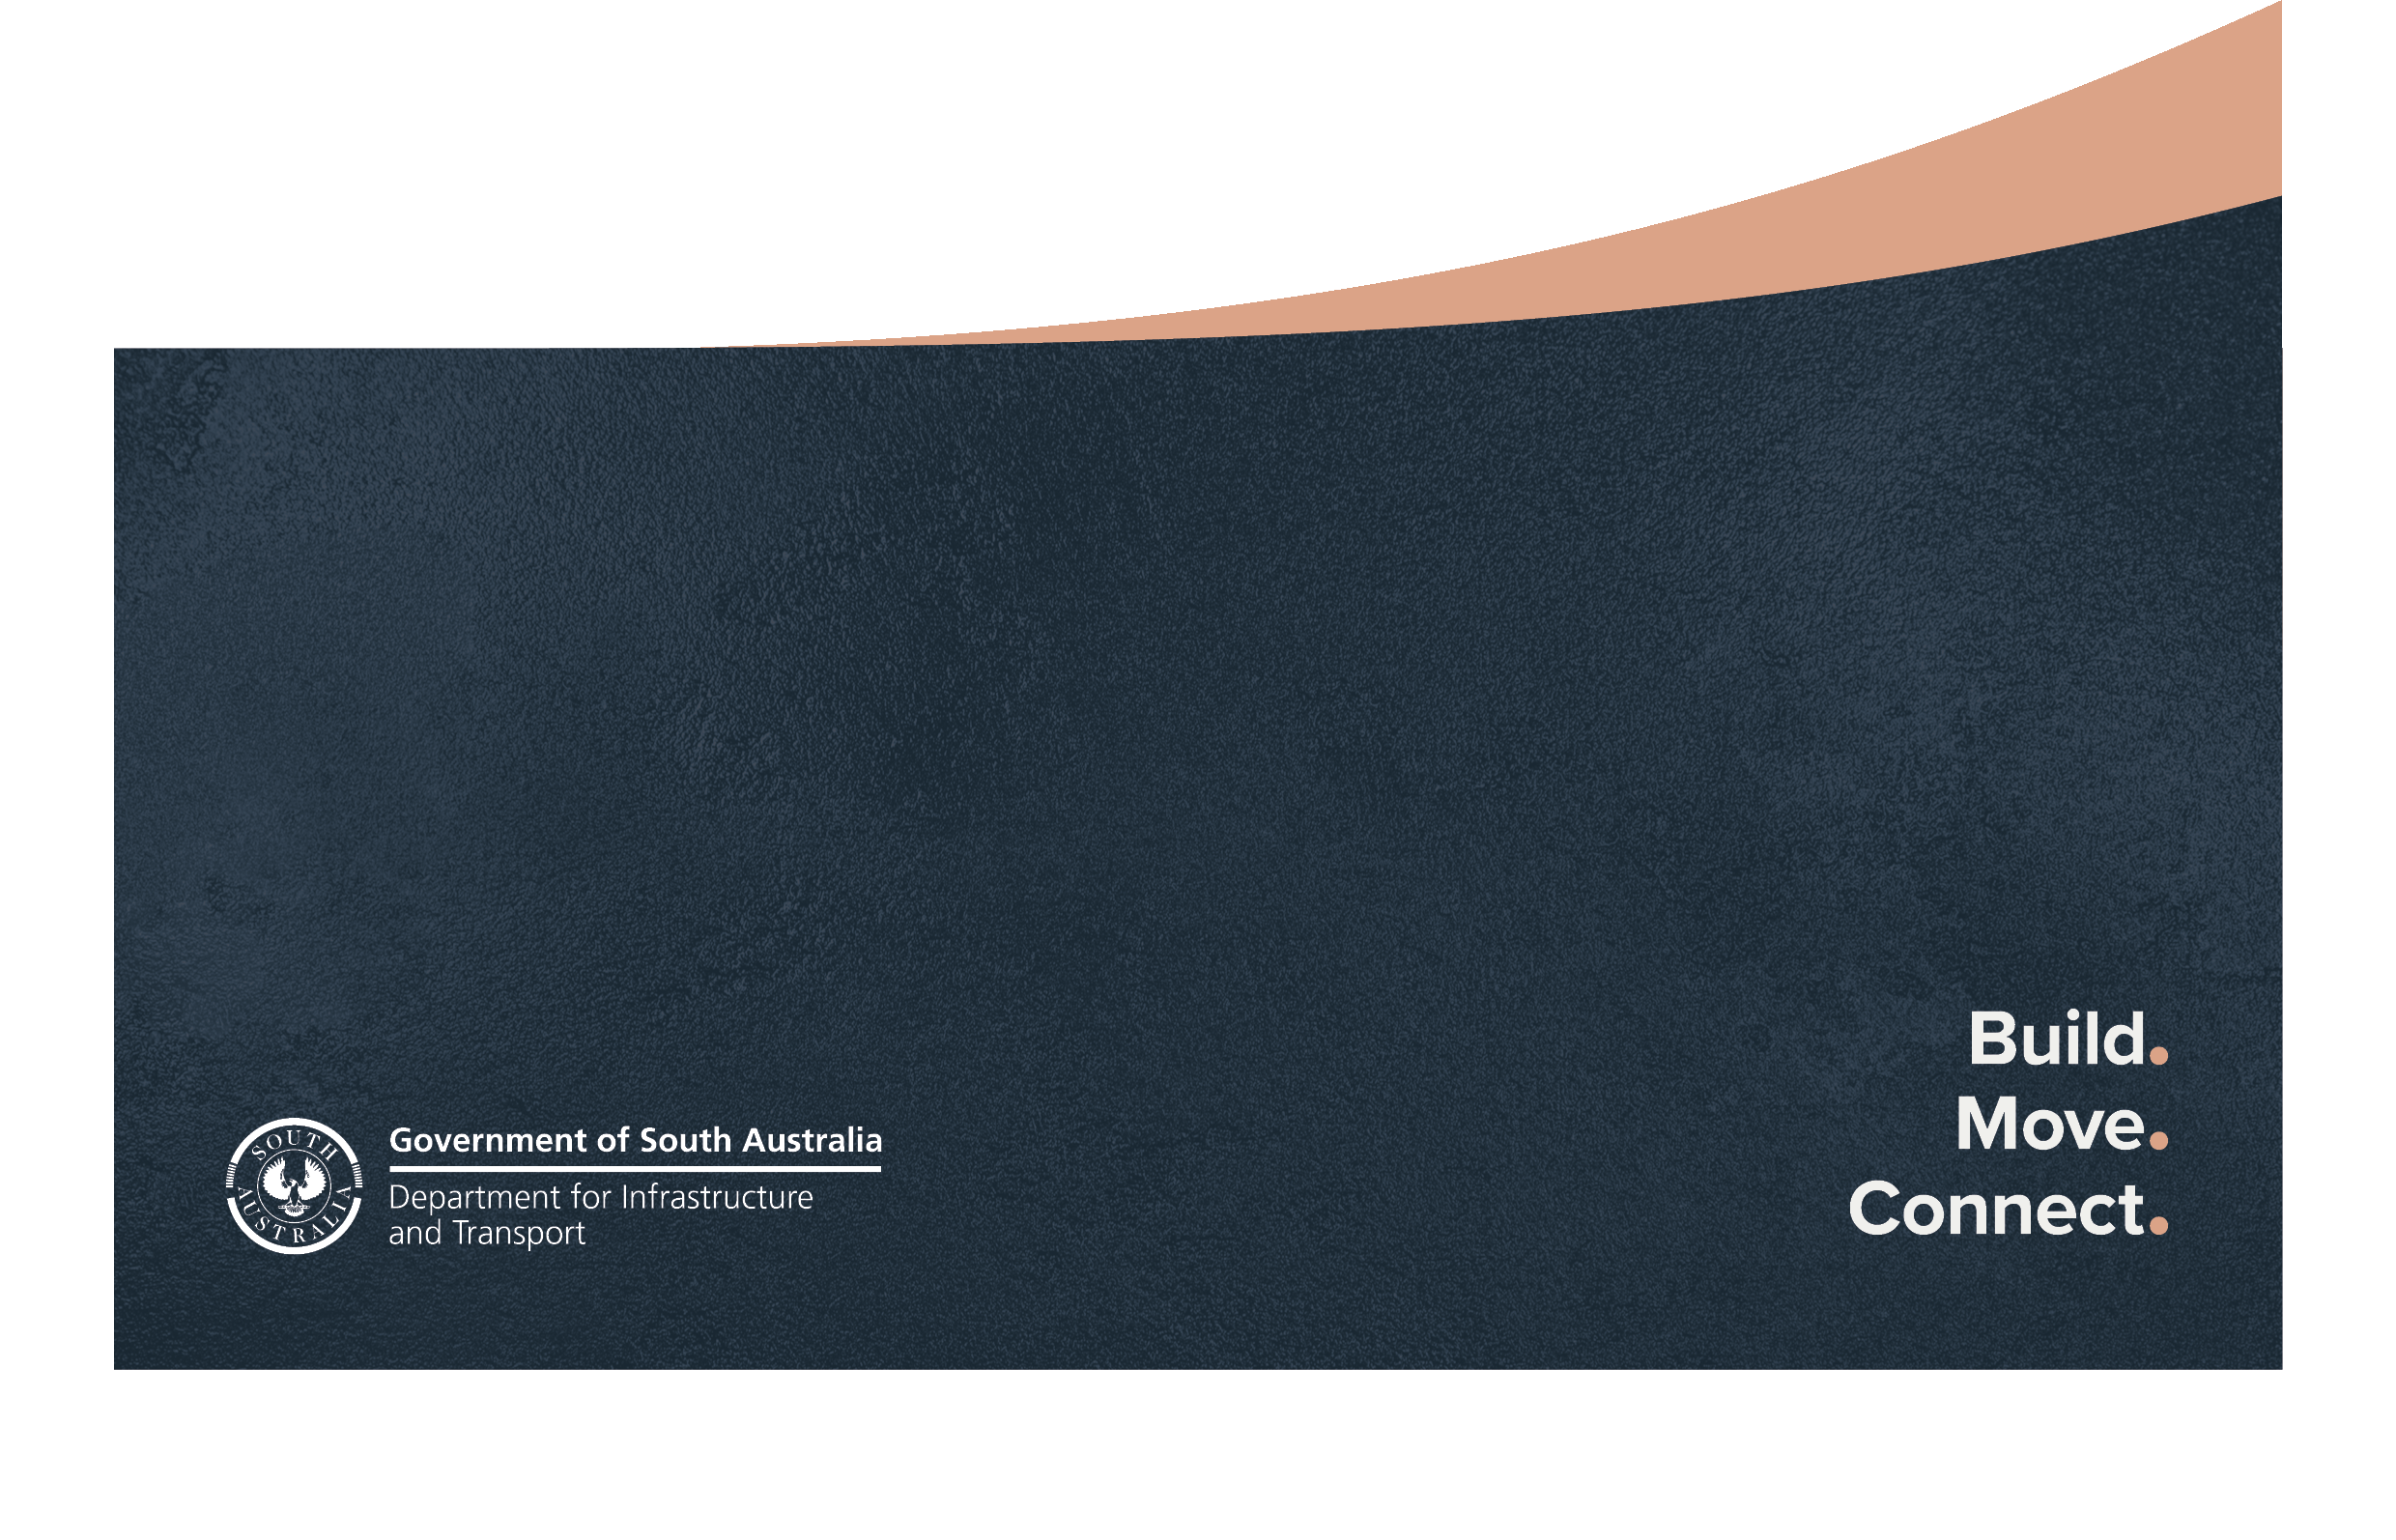 SOUTH
AUSTRALIA
Government of South Australia
Department for Infrastructure
and Transport
Build.
Move.
Connect.